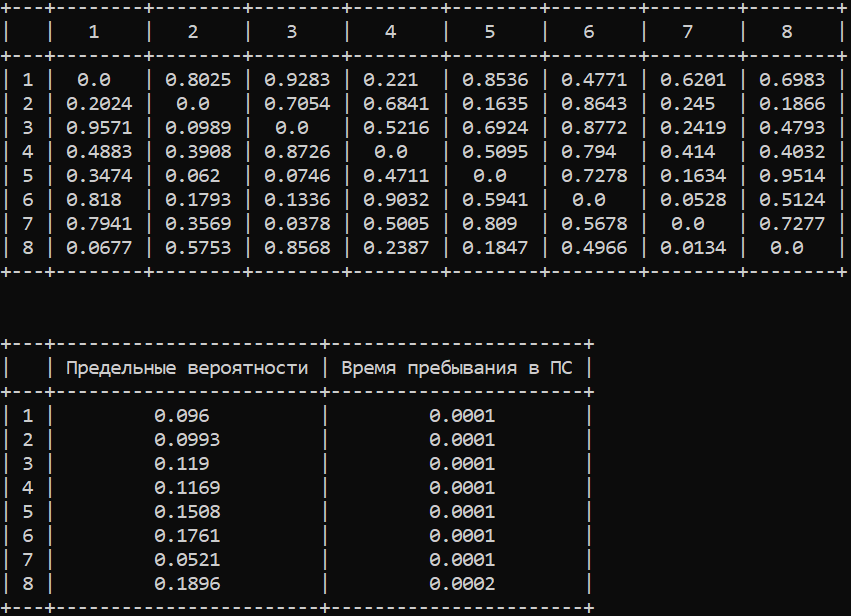 +---+--------+--------+--------+--------+--------+--------+--------+--------+
|   |   1    |   2    |   3    |   4    |   5    |   6    |   7    |   8    |
+---+--------+--------+--------+--------+--------+--------+--------+--------+
| 1 |  0.0   | 0.8025 | 0.9283 | 0.221  | 0.8536 | 0.4771 | 0.6201 | 0.6983 |
| 2 | 0.2024 |  0.0   | 0.7054 | 0.6841 | 0.1635 | 0.8643 | 0.245  | 0.1866 |
| 3 | 0.9571 | 0.0989 |  0.0   | 0.5216 | 0.6924 | 0.8772 | 0.2419 | 0.4793 |
| 4 | 0.4883 | 0.3908 | 0.8726 |  0.0   | 0.5095 | 0.794  | 0.414  | 0.4032 |
| 5 | 0.3474 | 0.062  | 0.0746 | 0.4711 |  0.0   | 0.7278 | 0.1634 | 0.9514 |
| 6 | 0.818  | 0.1793 | 0.1336 | 0.9032 | 0.5941 |  0.0   | 0.0528 | 0.5124 |
| 7 | 0.7941 | 0.3569 | 0.0378 | 0.5005 | 0.809  | 0.5678 |  0.0   | 0.7277 |
| 8 | 0.0677 | 0.5753 | 0.8568 | 0.2387 | 0.1847 | 0.4966 | 0.0134 |  0.0   |
+---+--------+--------+--------+--------+--------+--------+--------+--------+
+---+------------------------+-----------------------+
|   | Предельные вероятности | Время пребывания в ПС |
+---+------------------------+-----------------------+
| 1 |         0.096          |        0.0001         |
| 2 |         0.0993         |        0.0001         |
| 3 |         0.119          |        0.0001         |
| 4 |         0.1169         |        0.0001         |
| 5 |         0.1508         |        0.0001         |
| 6 |         0.1761         |        0.0001         |
| 7 |         0.0521         |        0.0001         |
| 8 |         0.1896         |        0.0002         |
+---+------------------------+-----------------------+